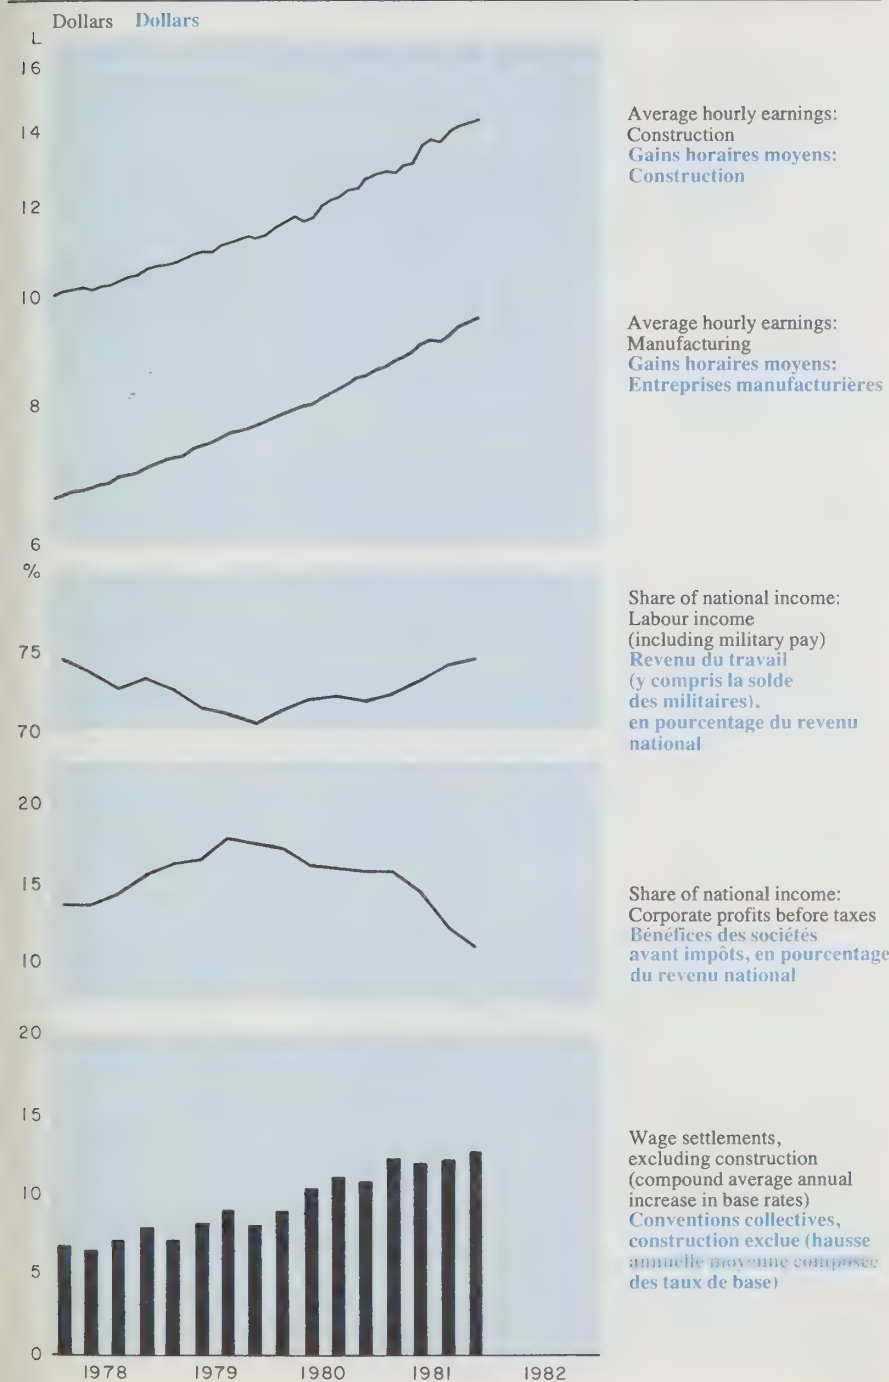 Dollars Dollars
L
16
14
12
10
8
6
Average hourly earnings:
Construction
Gains horaires moyens:
Construction
Average hourly earnings:
Manufacturing
Gains horaires moyens:
Entreprises manufacturières
%
75
70
Share of national income:
Labour income
(including military pay)
Revenu du travail
(y compris la solde
des militaires),
en pourcentage du revenu
national
20
15
10
Share of national income:
Corporate profits before taxes
Bénéfices des sociétés
avant impôts, en pourcentage
du revenu national
20
15
10
5
0
Wage settlements,
excluding construction
(compound average annual
increase in base rates)
Conventions collectives,
construction exclue (hausse
annuelle moyenne composée
des taux de base)
1978 1979 1980 1981 1982